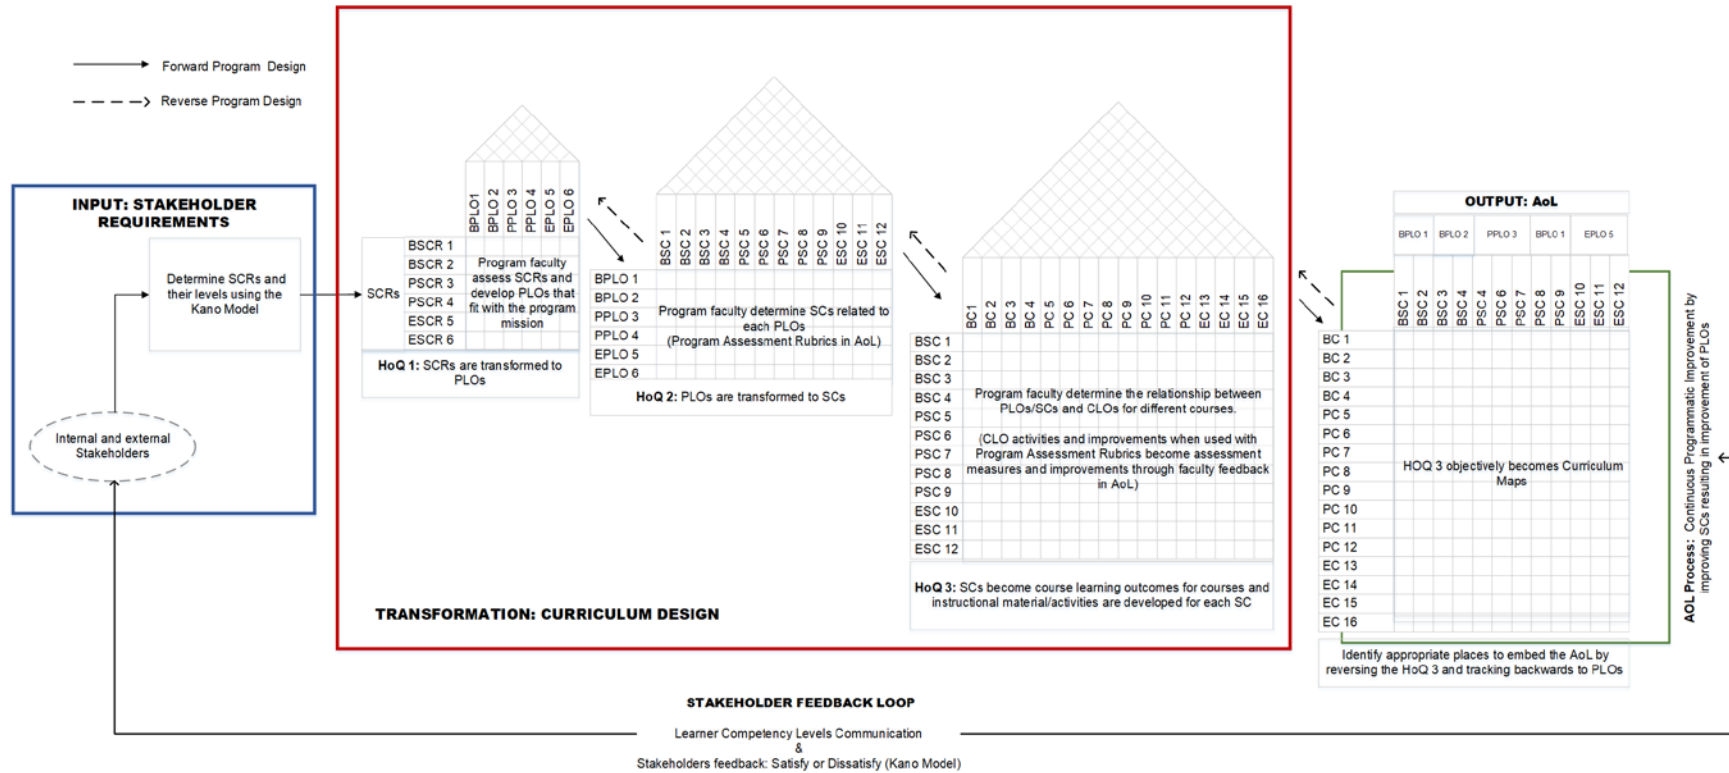 Forward Program Design
Reverse Program Design
INPUT: STAKEHOLDER
REQUIREMENTS
Determine SCRs and
their levels using the
Kano Model
Internal and external
Stakeholders
BPLO1
BPLO 2
PPLO 3
PPLO 4
EPLO 5
EPLO 6
SCRs
BSCR 1
BSCR 2
PSCR 3
PSCR 4
ESCR 5
ESCR 6
Program faculty
assess SCRs and
develop PLOs that
fit with the program
mission
HoQ 1: SCRs are transformed to
PLOs
BSC 1
BSC 2
BSC 3
BSC 4
PSC 5
PSC 6
PSC 7
PSC 8
PSC 9
ESC 10
ESC 11
ESC 12
BPLO 1
BPLO 2
PPLO 3
PPLO 4
EPLO 5
EPLO 6
Program faculty determine SCs related to
each PLOs
(Program Assessment Rubrics in AoL)
HoQ 2: PLOs are transformed to SCs
BC1
BC 2
BC 3
BC 4
PC 5
PC 6
PC 7
PC 8
PC 9
PC 10
PC 11
PC 12
EC 13
EC 14
EC 15
EC 16
BSC 1
BSC 2
BSC 3
BSC 4
PSC 5
PSC 6
PSC 7
PSC 8
PSC 9
ESC 10
ESC 11
ESC 12
Program faculty determine the relationship between
PLOs/SCs and CLOs for different courses.
(CLO activities and improvements when used with
Program Assessment Rubrics become assessment
measures and improvements through faculty feedback
in AoL)
HoQ 3: SCs become course learning outcomes for courses and
instructional material/activities are developed for each SC
TRANSFORMATION: CURRICULUM DESIGN
OUTPUT: AoL
BPLO 1
BPLO 2
PPLO 3
BPLO 1
EPLO 5
BSC 1
BSC 2
BSC 3
BSC 4
PSC 4
PSC 6
PSC 7
PSC 8
PSC 9
ESC 10
ESC 11
ESC 12
BC 1
BC 2
BC 3
BC 4
PC 5
PC 6
PC 7
PC 8
PC 9
PC 10
PC 11
PC 12
EC 13
EC 14
EC 15
EC 16
HOQ 3 objectively becomes Curriculum
Maps
Identify appropriate places to embed the AoL by
reversing the HoQ 3 and tracking backwards to PLOs
AOL Process: Continuous Programmatic Improvement by
improving SCs resulting in improvement of PLOs
STAKEHOLDER FEEDBACK LOOP
Learner Competency Levels Communication
&
Stakeholders feedback: Satisfy or Dissatisfy (Kano Model)